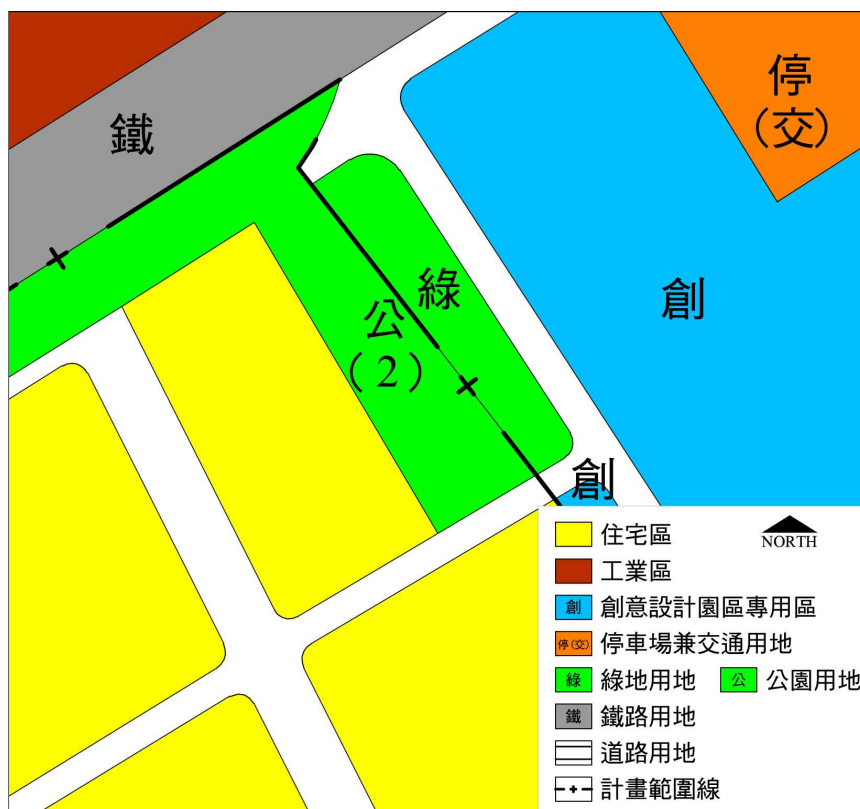 停
(交)
鐵
創
綠
公
(2)
創
住宅區
NORTH
工業區
創 創意設計園區專用區
停(交) 停車場兼交通用地
綠 綠地用地 公 公園用地
鐵 鐵路用地
道路用地
計畫範圍線